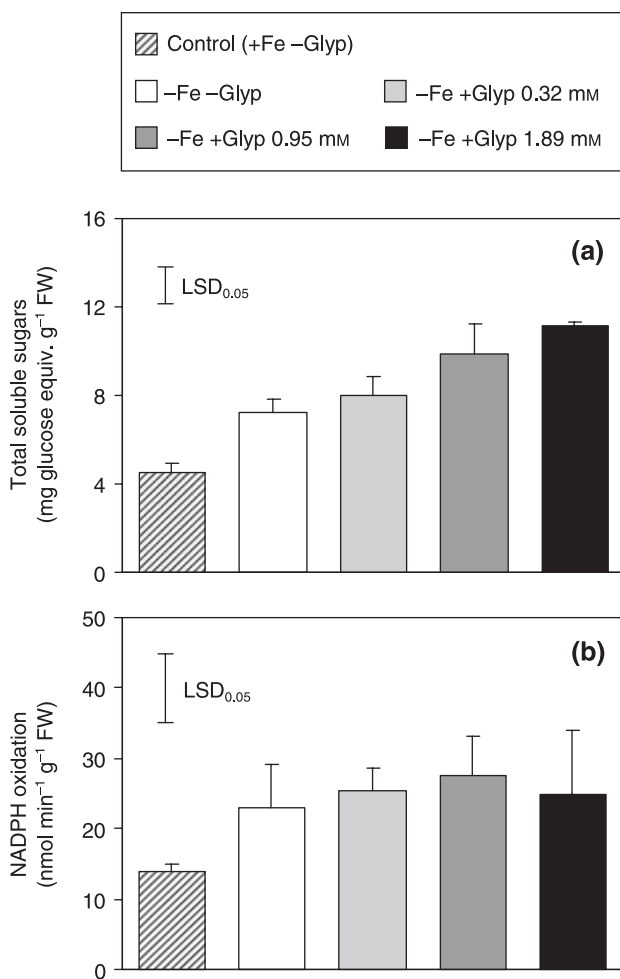 Control (+Fe –Glyp)
–Fe –Glyp
–Fe +Glyp 0.32 mM
–Fe +Glyp 0.95 mM
–Fe +Glyp 1.89 mM
(a)
Total soluble sugars
(mg glucose equiv. g⁻¹ FW)
16
12
8
4
0
LSD₀.₀₅
(b)
NADPH oxidation
(nmol min⁻¹ g⁻¹ FW)
50
40
30
20
10
0
LSD₀.₀₅